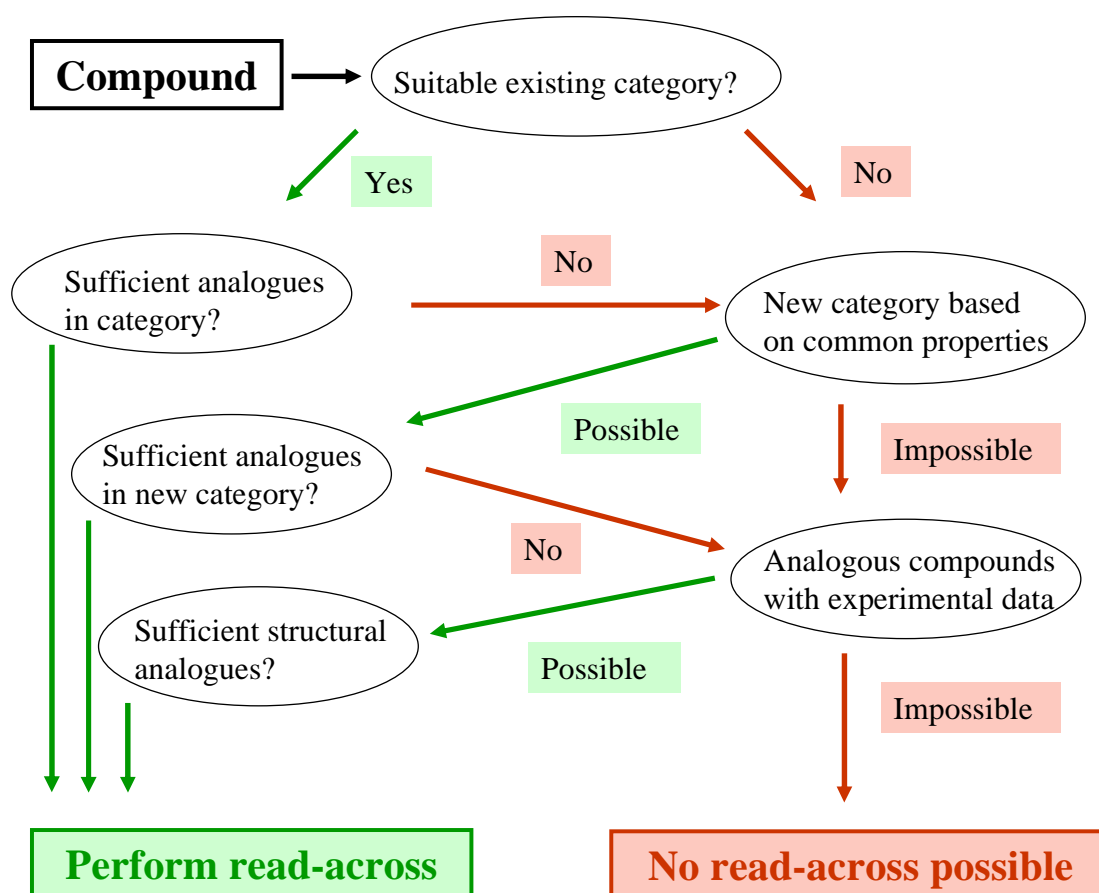 Compound
Suitable existing category?
Yes
No
Sufficient analogues
in category?
No
New category based
on common properties
Possible
Impossible
Sufficient analogues
in new category?
No
Analogous compounds
with experimental data
Sufficient structural
analogues?
Possible
Impossible
Perform read-across
No read-across possible